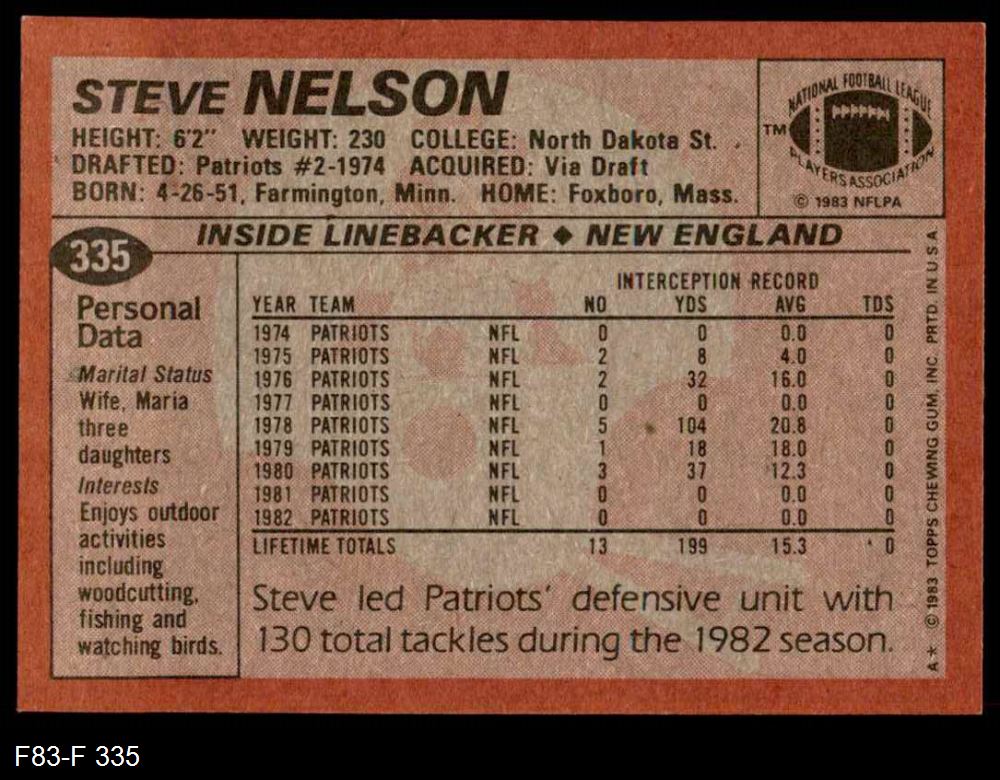 STEVE NELSON
HEIGHT: 6'2" WEIGHT: 230 COLLEGE: North Dakota St.
DRAFTED: Patriots #2-1974 ACQUIRED: Via Draft
BORN: 4-26-51, Farmington, Minn. HOME: Foxboro, Mass.
NATIONAL FOOTBALL LEAGUE
TM
PLAYERS ASSOCIATION
© 1983 NFLPA
335
INSIDE LINEBACKER ♦ NEW ENGLAND
Personal
Data
Marital Status
Wife, Maria
three
daughters
Interests
Enjoys outdoor
activities
including
woodcutting,
fishing and
watching birds.
INTERCEPTION RECORD
YEAR TEAM NO YDS AVG TDS
1974 PATRIOTS NFL 0 0 0.0 0
1975 PATRIOTS NFL 2 8 4.0 0
1976 PATRIOTS NFL 2 32 16.0 0
1977 PATRIOTS NFL 0 0 0.0 0
1978 PATRIOTS NFL 5 104 20.8 0
1979 PATRIOTS NFL 1 18 18.0 0
1980 PATRIOTS NFL 3 37 12.3 0
1981 PATRIOTS NFL 0 0 0.0 0
1982 PATRIOTS NFL 0 0 0.0 0
LIFETIME TOTALS 13 199 15.3 0
Steve led Patriots' defensive unit with
130 total tackles during the 1982 season.
A* © 1983 TOPPS CHEWING GUM, INC. PRTD. IN U.S.A.
F83-F 335